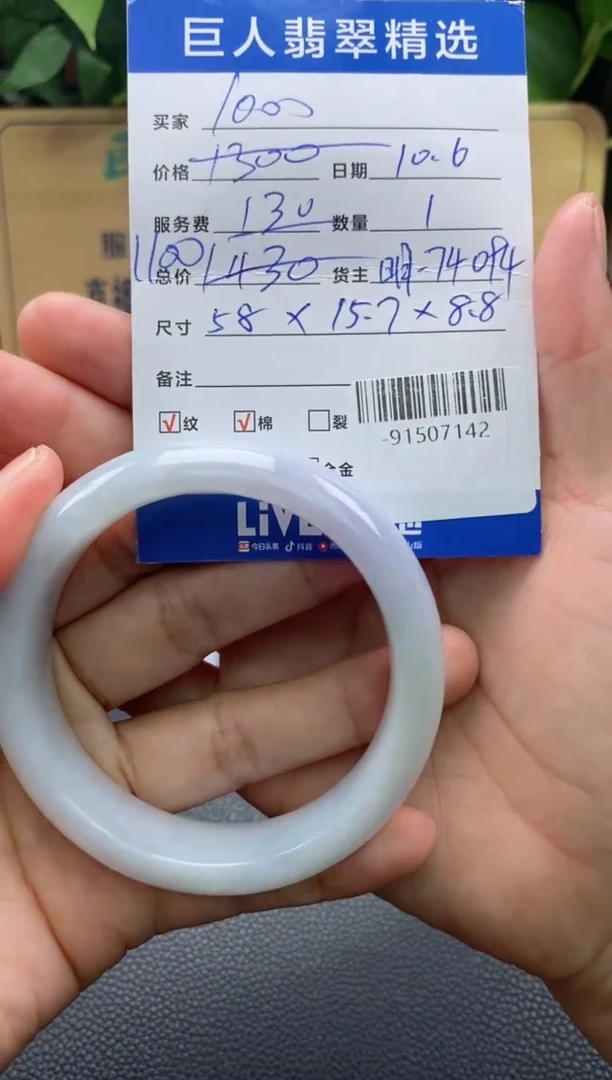 巨人翡翠精选
买家 1000
价格 1300 日期 10.6
服务费 130 数量 1
1100
总价 1430 货主 明-74094
尺寸 58 × 15.7 × 8.8
备注
☑纹 ☑棉 ☐裂
-91507142
金
LiVE
今日头条 抖音